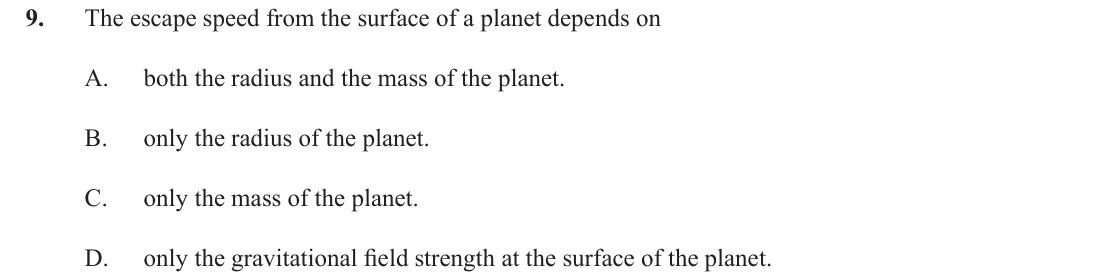 9. The escape speed from the surface of a planet depends on
A. both the radius and the mass of the planet.
B. only the radius of the planet.
C. only the mass of the planet.
D. only the gravitational field strength at the surface of the planet.